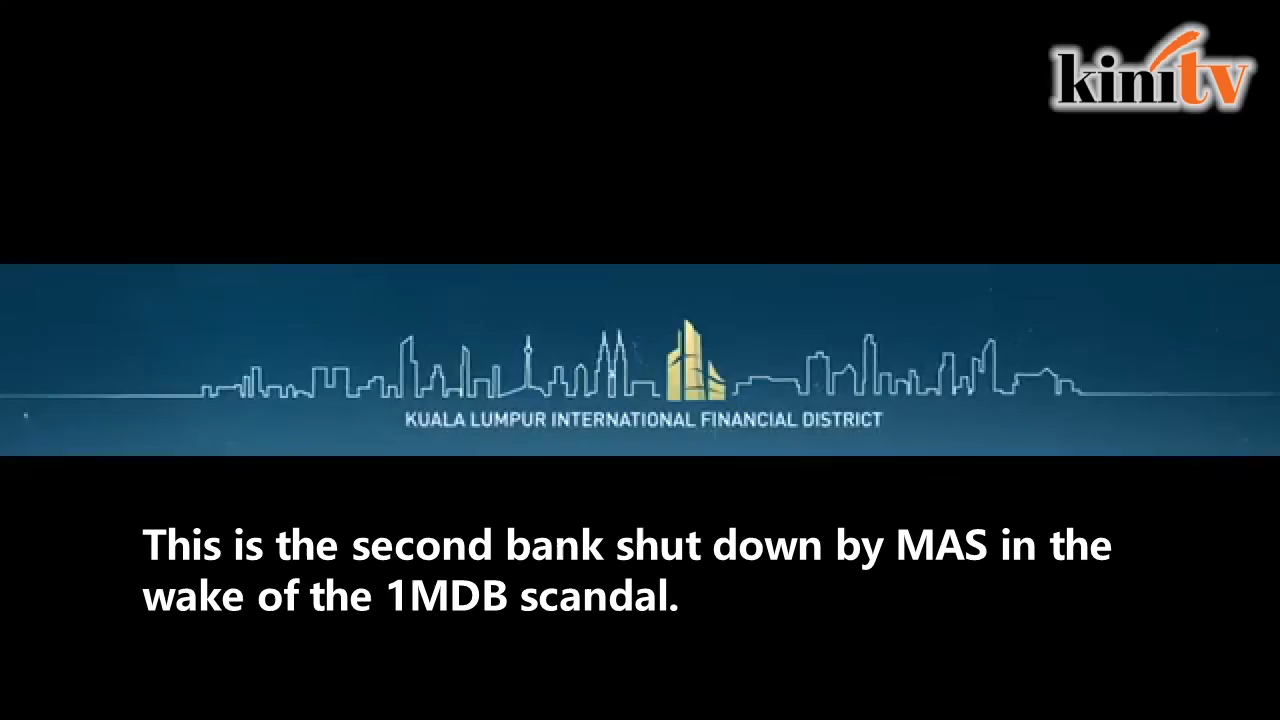 kinitv
KUALA LUMPUR INTERNATIONAL FINANCIAL DISTRICT
This is the second bank shut down by MAS in the
wake of the 1MDB scandal.